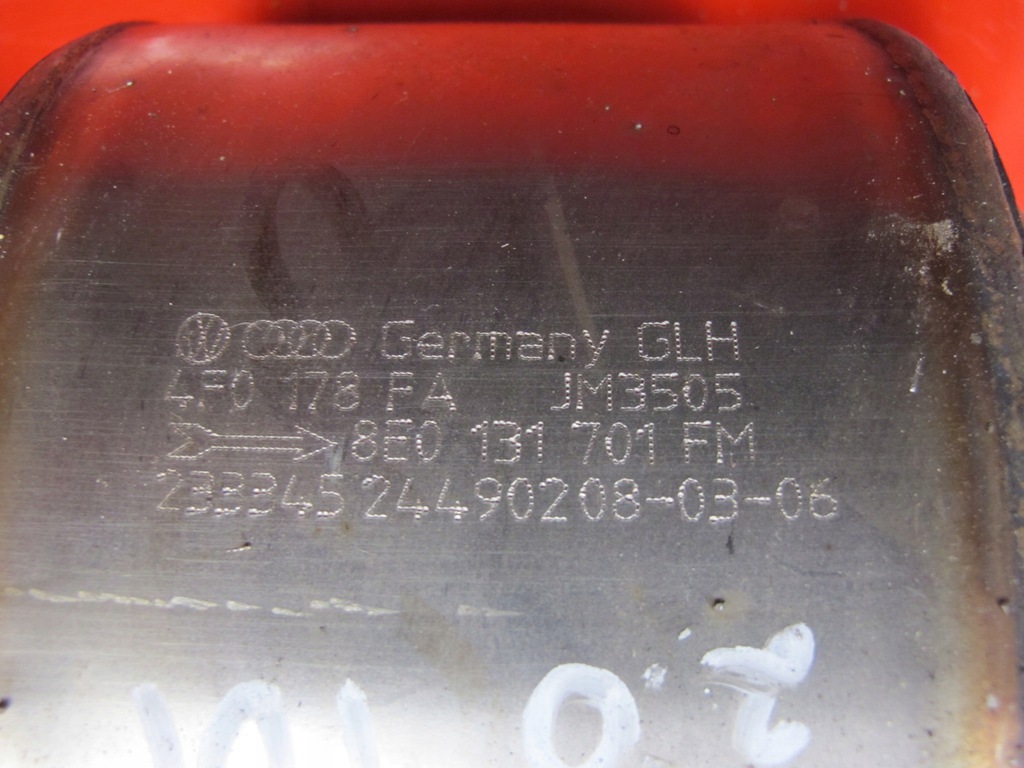 Germany GLH
4F0 178 FA JM3505
8E0 131 701 FM
233345 24490208-03-06